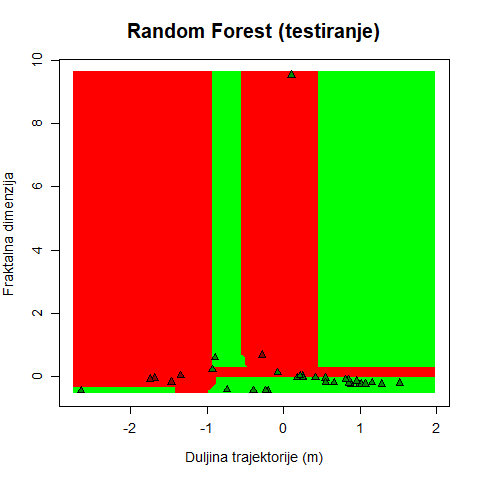 Random Forest (testiranje)
Fraktalna dimenzija
10
8
6
4
2
0
-2 -1 0 1 2
Duljina trajektorije (m)